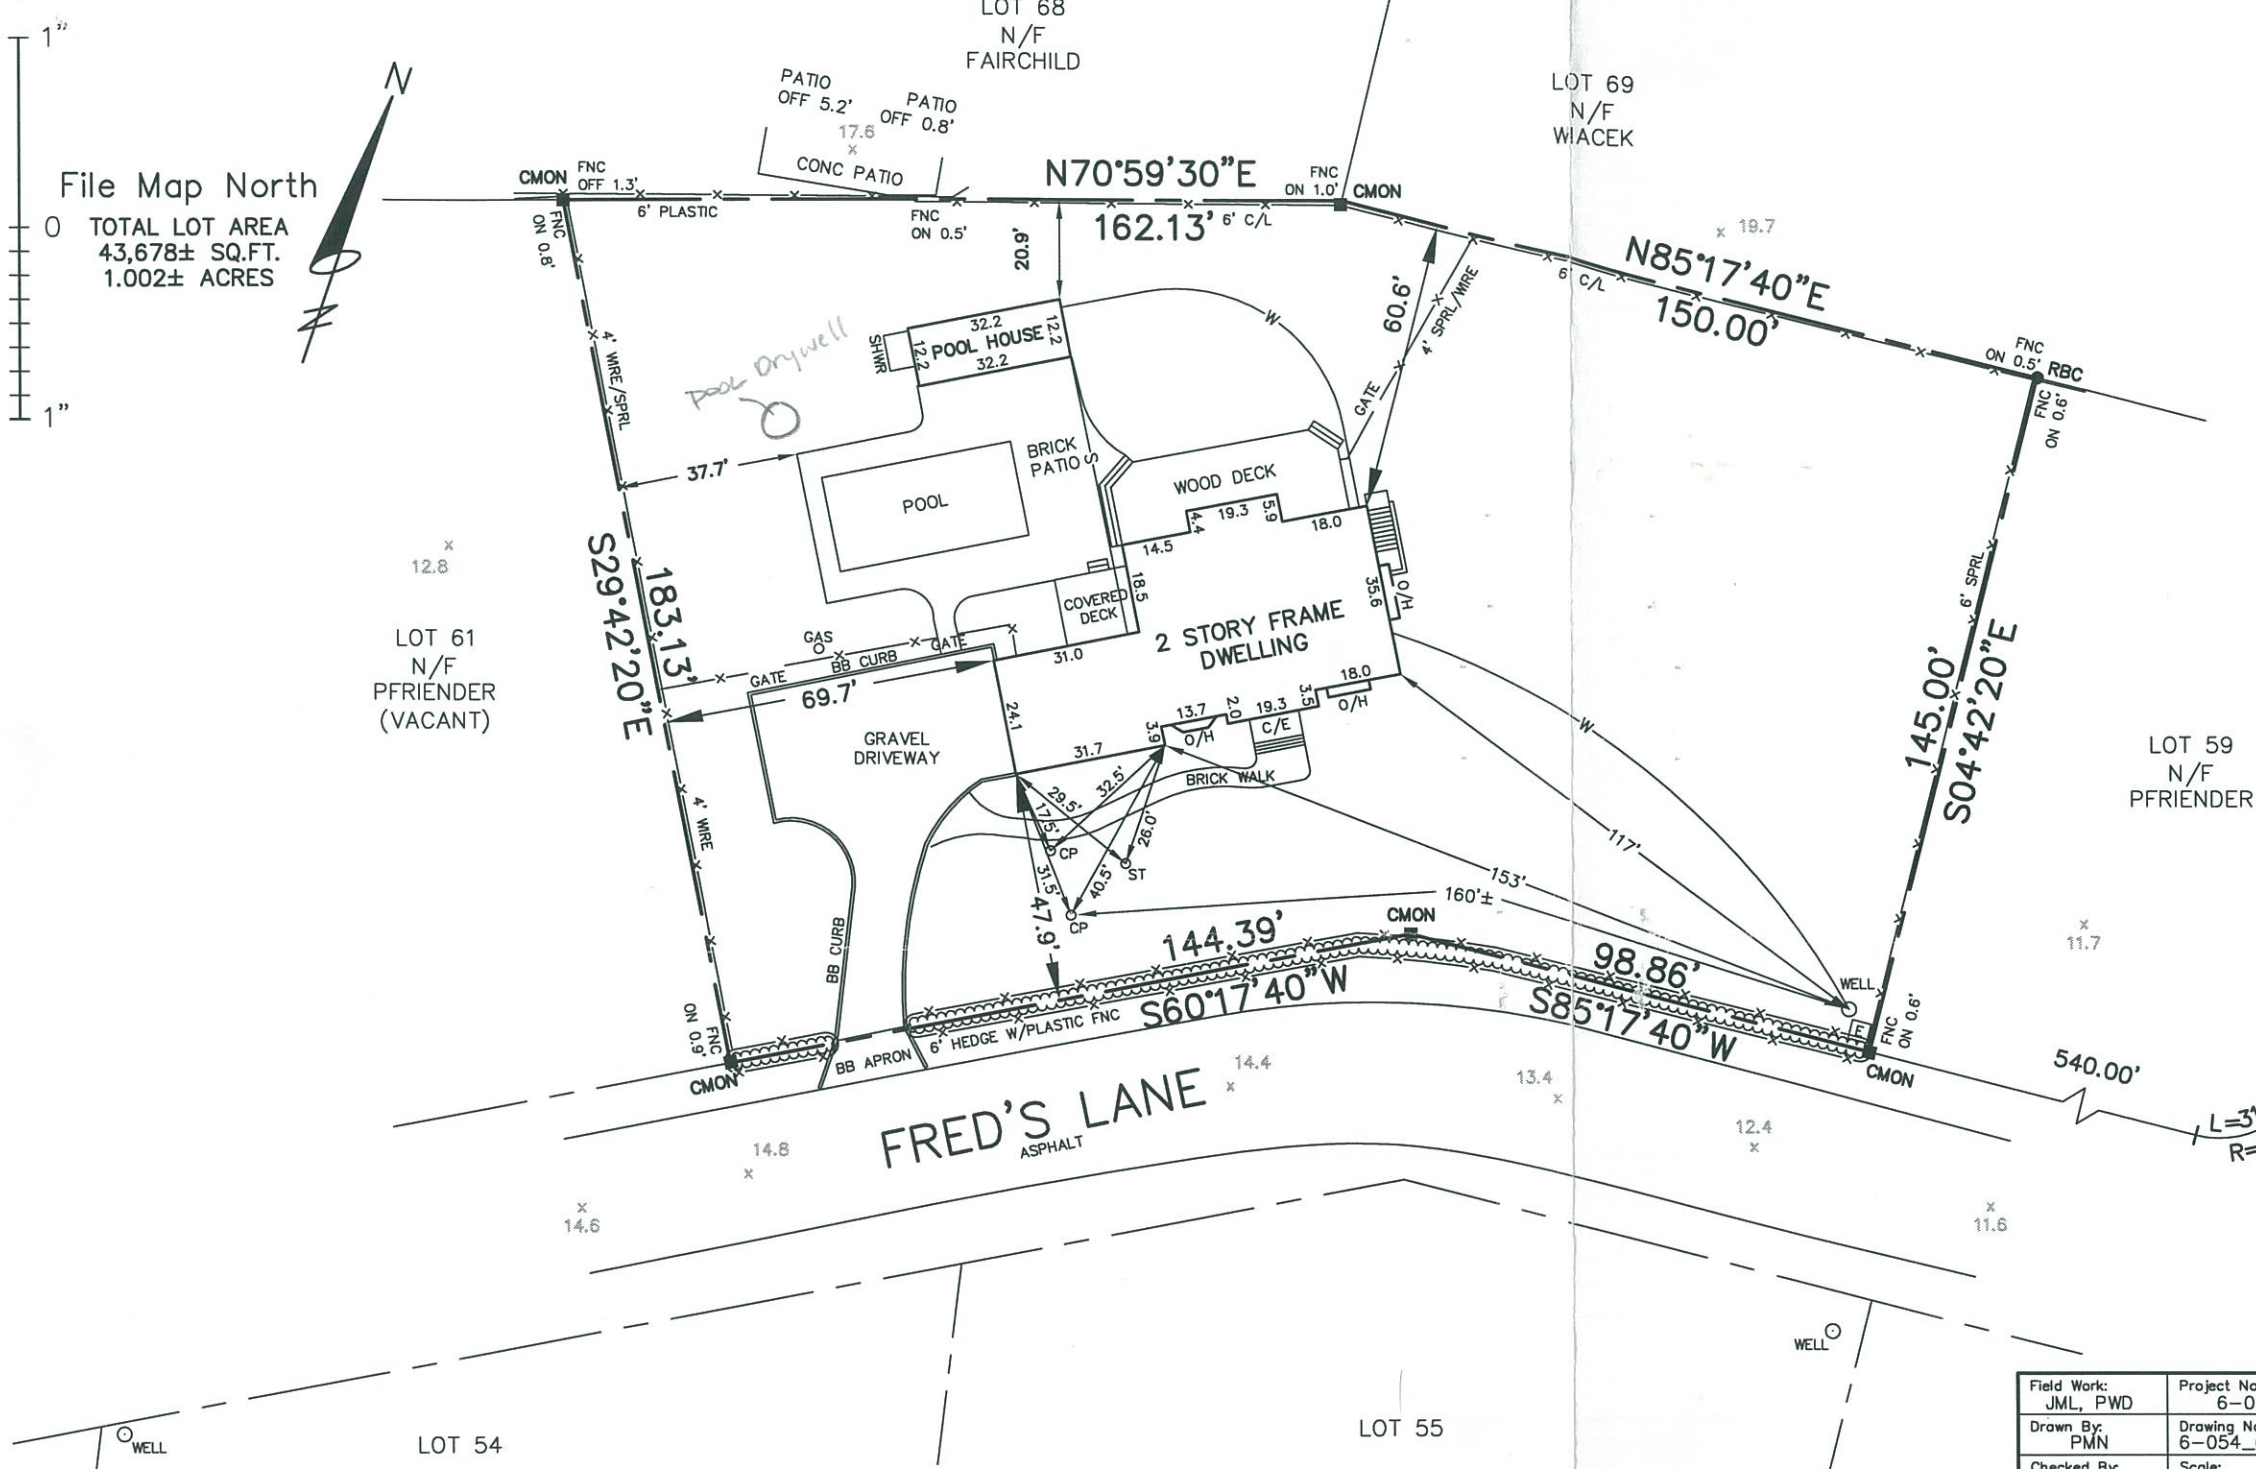 1"
0
1"
N
File Map North
TOTAL LOT AREA
43,678± SQ.FT.
1.002± ACRES
LOT 68
N/F
FAIRCHILD
LOT 69
N/F
WIACEK
PATIO
OFF 5.2'
PATIO
OFF 0.8'
17.6
CONC PATIO
CMON
FNC
OFF 1.3'
FNC
ON 0.8'
6' PLASTIC
FNC
ON 0.5'
N70°59'30"E
162.13'
6' C/L
FNC
ON 1.0'
CMON
20.9'
19.7
N85°17'40"E
150.00'
6' C/L
FNC
ON 0.5'
RBC
FNC
ON 0.6'
60.6'
4' SPRL/WIRE
GATE
W
4' WIRE/SPRL
Pool Drywell
SHWR
32.2
12.2
POOL HOUSE
12.2
32.2
37.7'
BRICK
PATIO
S
POOL
WOOD DECK
14.5
4.4
19.3
5.9
18.0
12.8
S29°42'20"E
183.13'
18.5
COVERED
DECK
35.6
O/H
2 STORY FRAME
DWELLING
LOT 61
N/F
PFRIENDER
(VACANT)
GAS
GATE
BB CURB
GATE
31.0
69.7'
24.1
GRAVEL
DRIVEWAY
18.0
O/H
3.5
19.3
2.0
13.7
3.9
O/H
C/E
31.7
BRICK WALK
W
6' SPRL
145.00'
S04°42'20"E
LOT 59
N/F
PFRIENDER
4' WIRE
29.5'
32.5'
17.5'
26.0'
CP
ST
31.5'
40.5'
CP
47.9'
117'
153'
160'±
BB CURB
CMON
144.39'
S60°17'40"W
98.86'
S85°17'40"W
WELL
E
FNC
ON 0.6'
11.7
FNC
ON 0.9'
CMON
BB APRON
6' HEDGE W/PLASTIC FNC
CMON
540.00'
L=3
R=
14.4
13.4
12.4
FRED'S LANE
ASPHALT
14.8
14.6
11.6
WELL
WELL
LOT 54
LOT 55
Field Work:
JML, PWD
Project No
6-0
Drawn By:
PMN
Drawing No
6-054_
Checked By:
Scale: